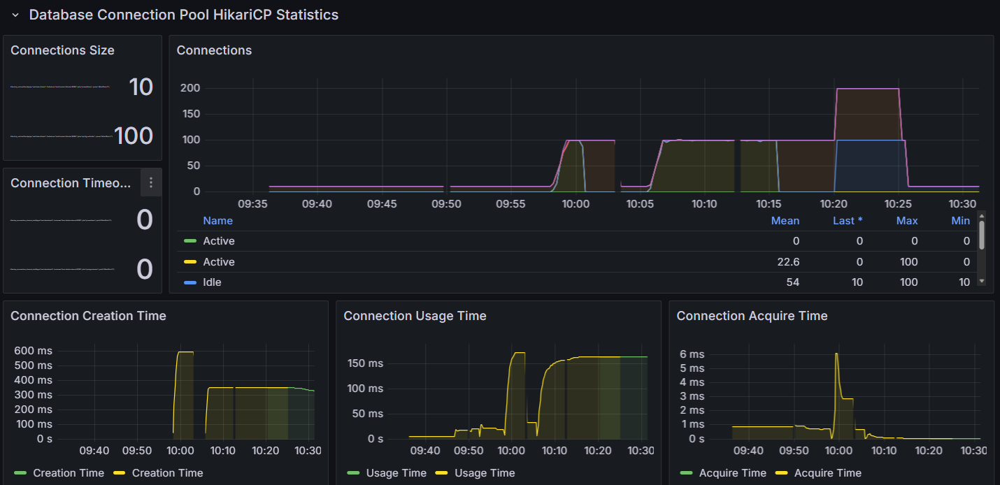 Database Connection Pool HikariCP Statistics
Connections Size
10
100
Connection Timeo...
0
0
Connections
200
150
100
50
0
09:35 09:40 09:45 09:50 09:55 10:00 10:05 10:10 10:15 10:20 10:25 10:30
Name Mean Last * Max Min
Active 0 0 0 0
Active 22.6 0 100 0
Idle 54 10 100 10
Connection Creation Time
600 ms
500 ms
400 ms
300 ms
200 ms
100 ms
0 s
09:40 09:50 10:00 10:10 10:20 10:30
Creation Time Creation Time
Connection Usage Time
150 ms
100 ms
50 ms
0 s
09:40 09:50 10:00 10:10 10:20 10:30
Usage Time Usage Time
Connection Acquire Time
6 ms
5 ms
4 ms
3 ms
2 ms
1 ms
0 s
09:40 09:50 10:00 10:10 10:20 10:30
Acquire Time Acquire Time